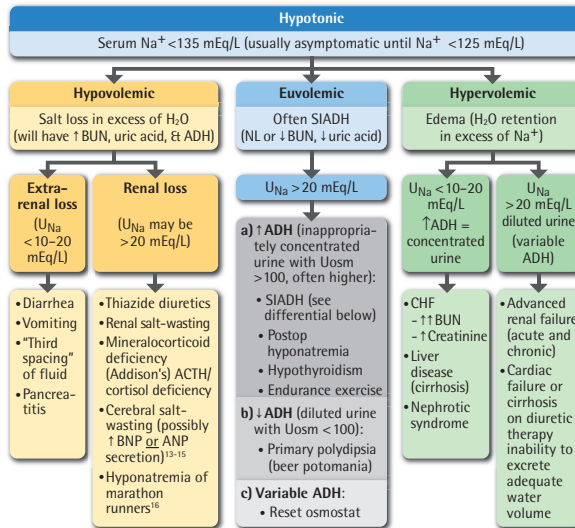 Hypotonic
Serum Na+ <135 mEq/L (usually asymptomatic until Na+ <125 mEq/L)
Hypovolemic
Salt loss in excess of H2O
(will have ↑BUN, uric acid, & ADH)
Extra-
renal loss
(UNa
<10–20
mEq/L)
•Diarrhea
•Vomiting
•"Third
spacing" of
of fluid
•Pancrea-
titis
Renal loss
(UNa may be
>20 mEq/L)
•Thiazide diuretics
•Renal salt-wasting
•Mineralocorticoid
deficiency
(Addison's) ACTH/
cortisol deficiency
•Cerebral salt-
wasting (possibly
↑BNP or ANP
secretion)13-15
•Hyponatremia of
marathon
runners16
Euvolemic
Often SIADH
(NL or ↓BUN, ↓uric acid)
UNa >20 mEq/L
a) ↑ADH (inappropria-
tely concentrated
urine with Uosm
>100, often higher):
•SIADH (see
differential below)
•Postop
hyponatremia
•Hypothyroidism
•Endurance exercise
b) ↓ADH (diluted urine
with Uosm <100):
•Primary polydipsia
(beer potomania)
c) Variable ADH:
•Reset osmostat
Hypervolemic
Edema (H2O retention
in excess of Na+)
UNa <10–20
mEq/L
↑ADH =
concentrated
urine
•CHF
-↑↑BUN
-↑Creatinine
•Liver
disease
(cirrhosis)
•Nephrotic
syndrome
UNa
>20 mEq/L
diluted urine
(variable
ADH)
•Advanced
renal failure
(acute and
chronic)
•Cardiac
failure or
cirrhosis
on diuretic
therapy
inability to
excrete
adequate
water
volume